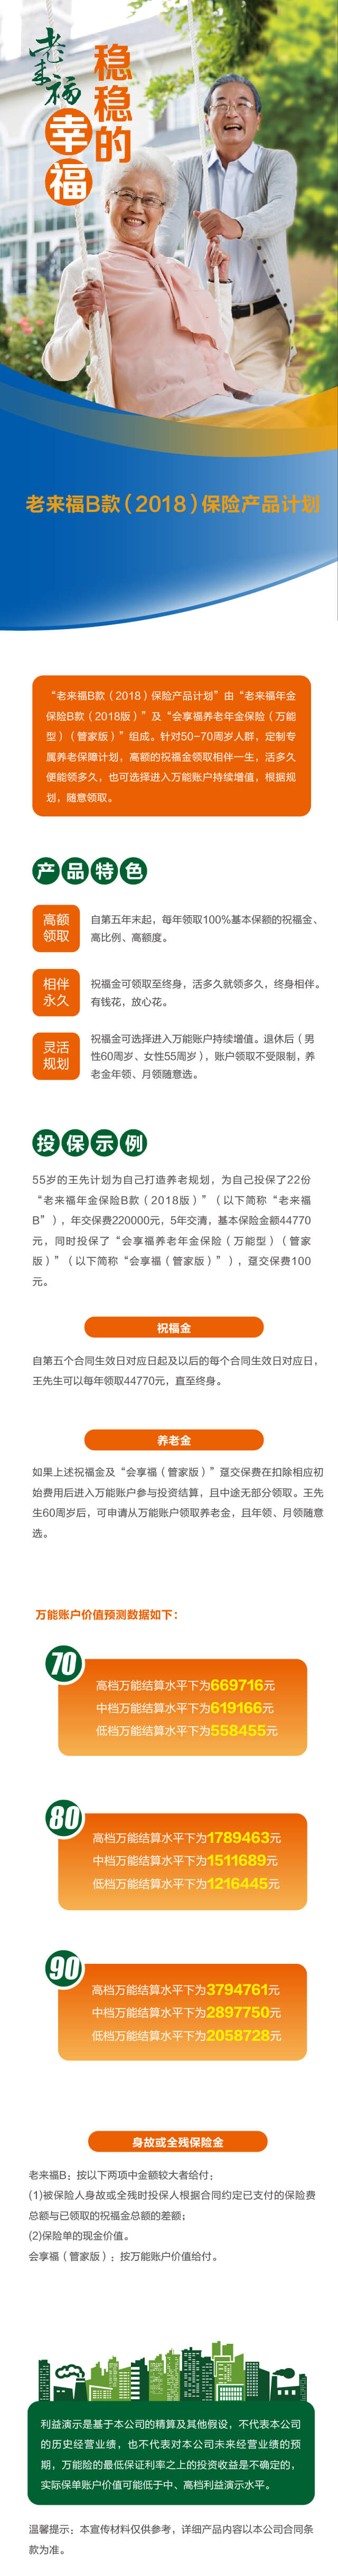 老来福
稳稳的
幸福
老来福B款（2018）保险产品计划
“老来福B款（2018）保险产品计划”由“老来福年金
保险B款（2018版）”及“会享福养老年金保险（万能
型）（管家版）”组成。针对50-70周岁人群，定制专
属养老保障计划，高额的祝福金领取相伴一生，活多久
便能领多久，也可选择进入万能账户持续增值，根据规
划，随意领取。
产品特色
高额
领取
自第五年末起，每年领取100%基本保额的祝福金、
高比例、高额度。
相伴
永久
祝福金可领取至终身，活多久就领多久，终身相伴。
有钱花，放心花。
灵活
规划
祝福金可选择进入万能账户持续增值。退休后（男
性60周岁、女性55周岁），账户领取不受限制，养
老金年领、月领随意选。
投保示例
55岁的王先计划为自己打造养老规划，为自己投保了22份
“老来福年金保险B款（2018版）”（以下简称“老来福
B”），年交保费220000元，5年交清，基本保险金额44770
元，同时投保了“会享福养老年金保险（万能型）（管家
版）”（以下简称“会享福（管家版）”），趸交保费100
元。
祝福金
自第五个合同生效日对应日起及以后的每个合同生效日对应日，
王先生可以每年领取44770元，直至终身。
养老金
如果上述祝福金及“会享福（管家版）”趸交保费在扣除相应初
始费用后进入万能账户参与投资结算，且中途无部分领取。王先
生60周岁后，可申请从万能账户领取养老金，且年领、月领随意
选。
万能账户价值预测数据如下：
70
高档万能结算水平下为669716元
中档万能结算水平下为619166元
低档万能结算水平下为558455元
80
高档万能结算水平下为1789463元
中档万能结算水平下为1511689元
低档万能结算水平下为1216445元
90
高档万能结算水平下为3794761元
中档万能结算水平下为2897750元
低档万能结算水平下为2058728元
身故或全残保险金
老来福B：按以下两项中金额较大者给付：
(1)被保险人身故或全残时投保人根据合同约定已支付的保险费
总额与已领取的祝福金总额的差额；
(2)保险单的现金价值。
会享福（管家版）：按万能账户价值给付。
利益演示是基于本公司的精算及其他假设，不代表本公司
的历史经营业绩，也不代表对本公司未来经营业绩的预
期，万能险的最低保证利率之上的投资收益是不确定的，
实际保单账户价值可能低于中、高档利益演示水平。
温馨提示：本宣传材料仅供参考，详细产品内容以本公司合同条
款为准。